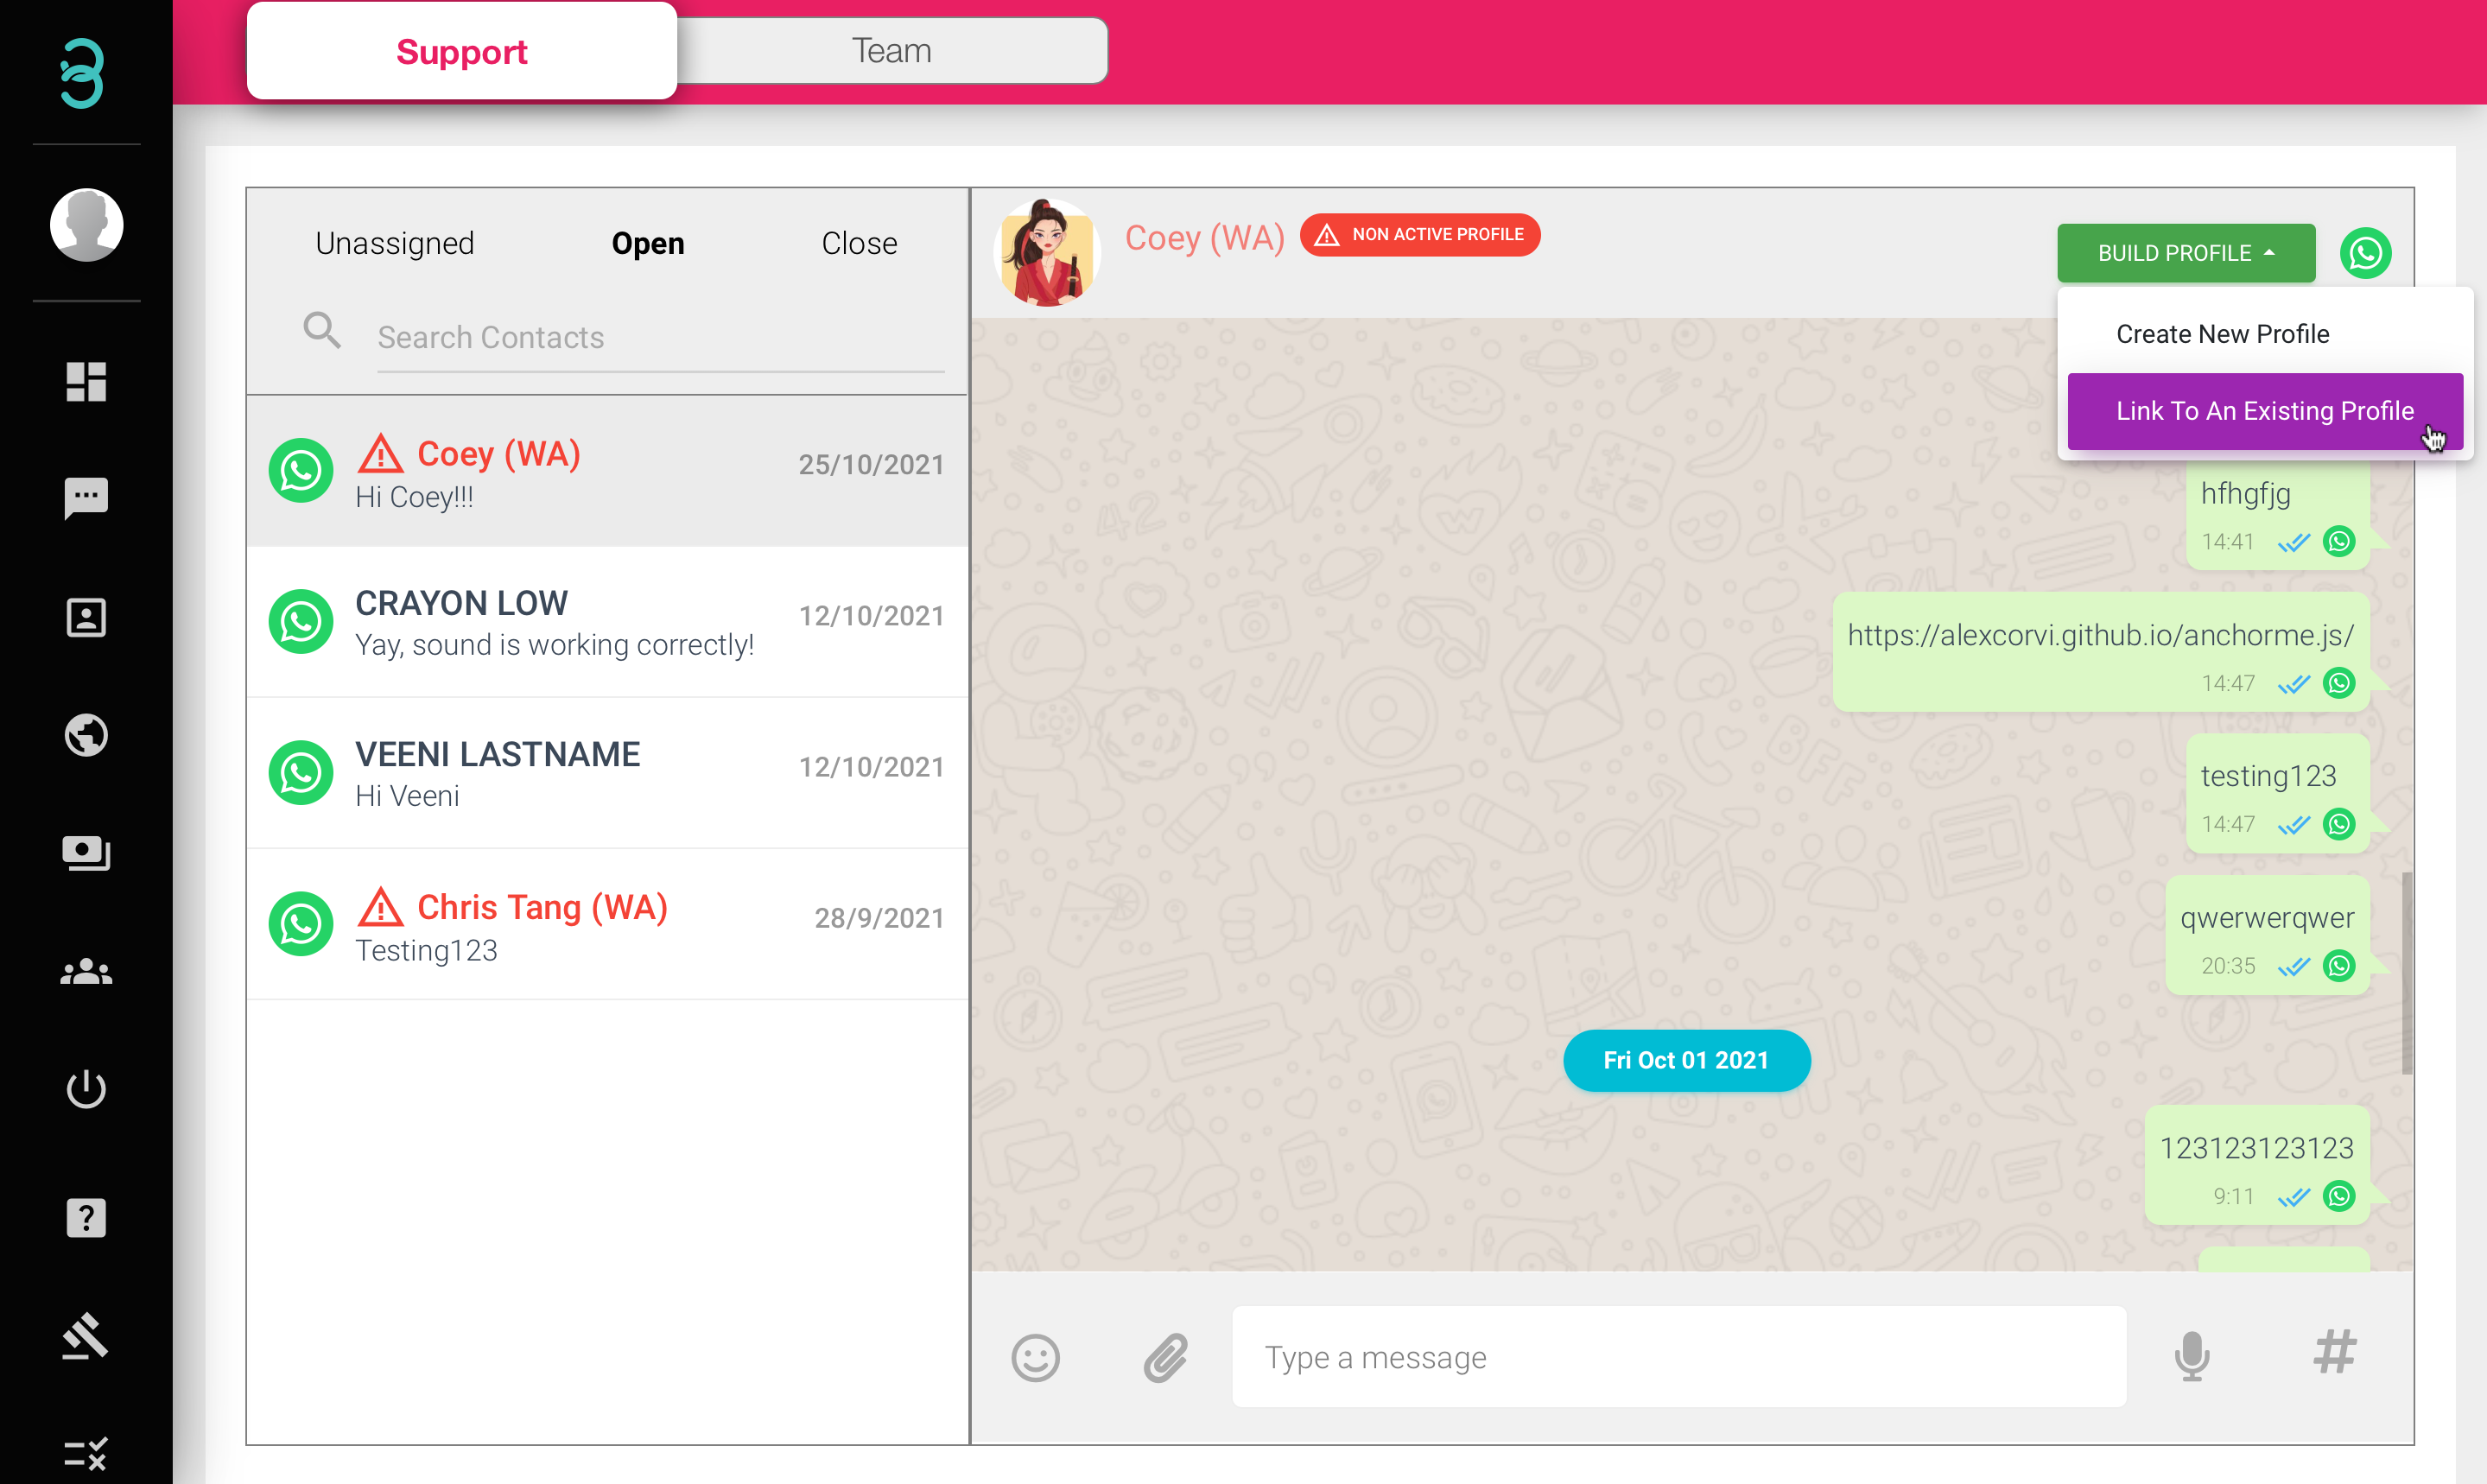 Support
Team
Unassigned
Open
Close
Search Contacts
Coey (WA)
25/10/2021
Hi Coey!!!
CRAYON LOW
12/10/2021
Yay, sound is working correctly!
VEENI LASTNAME
12/10/2021
Hi Veeni
Chris Tang (WA)
28/9/2021
Testing123
Coey (WA)
NON ACTIVE PROFILE
BUILD PROFILE
Create New Profile
Link To An Existing Profile
hfhgfjg
14:41
https://alexcorvi.github.io/anchorme.js/
14:47
testing123
14:47
qwerwerqwer
20:35
Fri Oct 01 2021
123123123123
9:11
Type a message